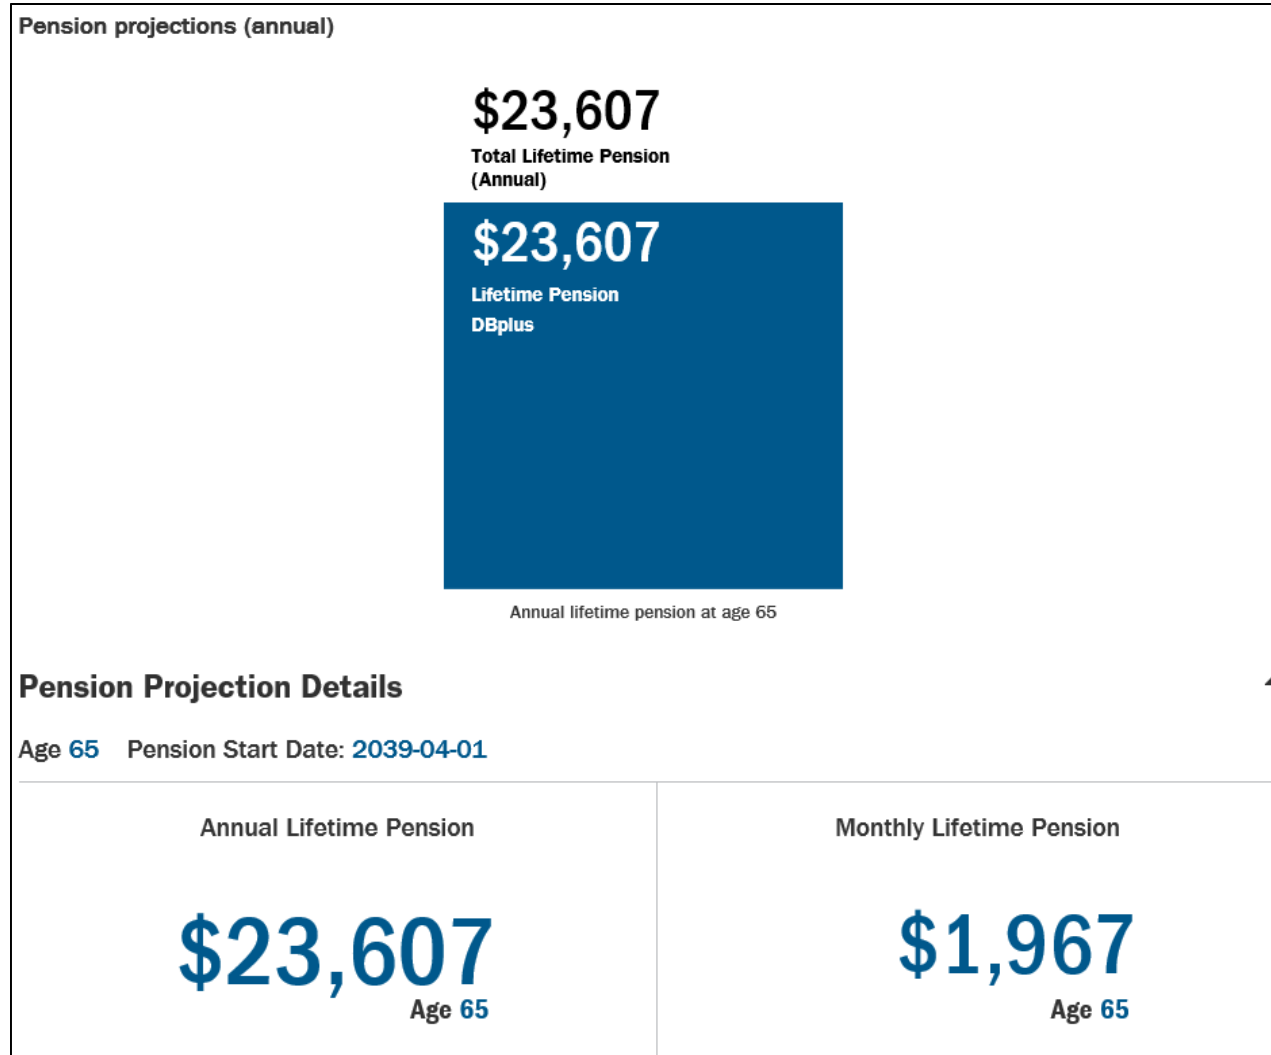 Pension projections (annual)
$23,607
Total Lifetime Pension
(Annual)
$23,607
Lifetime Pension
DBplus
Annual lifetime pension at age 65
Pension Projection Details
Age 65 Pension Start Date: 2039-04-01
Annual Lifetime Pension
$23,607
Age 65
Monthly Lifetime Pension
$1,967
Age 65